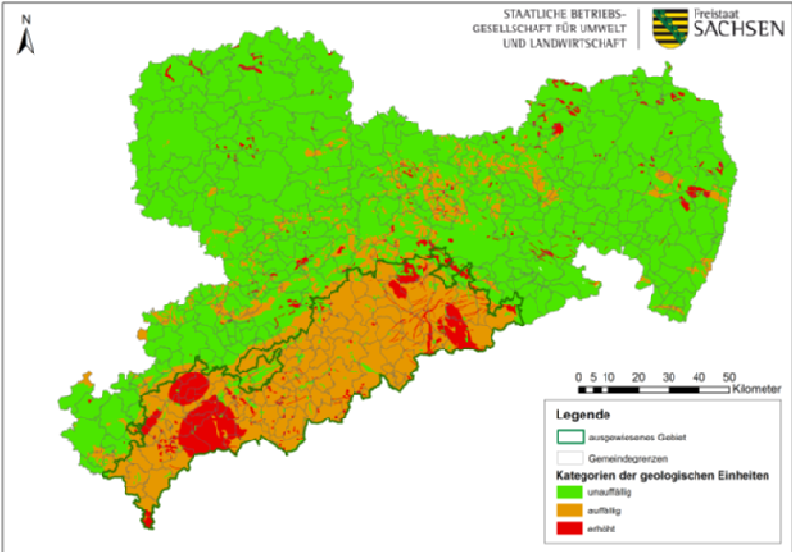 N
STAATLICHE BETRIEBS-
GESELLSCHAFT FÜR UMWELT
UND LANDWIRTSCHAFT
Freistaat
SACHSEN
0 5 10 20 30 40 50
Kilometer
Legende
ausgewiesenes Gebiet
Gemeindegrenzen
Kategorien der geologischen Einheiten
unauffällig
auffällig
erhöht